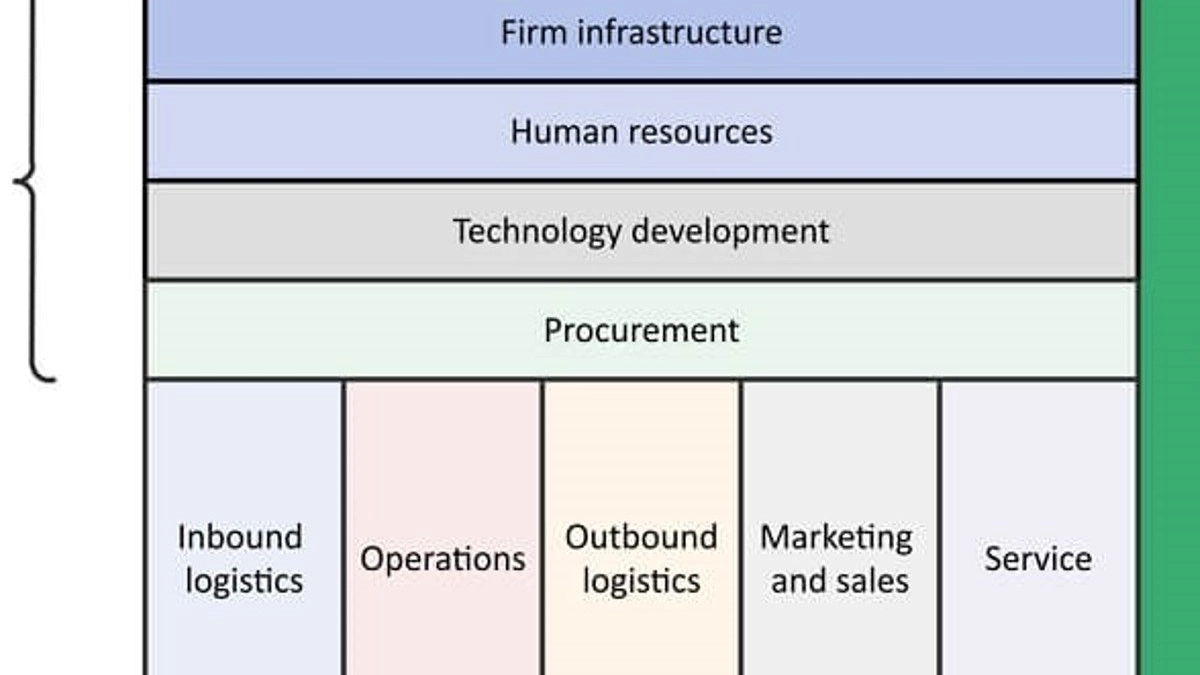 Firm infrastructure
Human resources
Technology development
Procurement
Inbound
logistics
Operations
Outbound
logistics
Marketing
and sales
Service